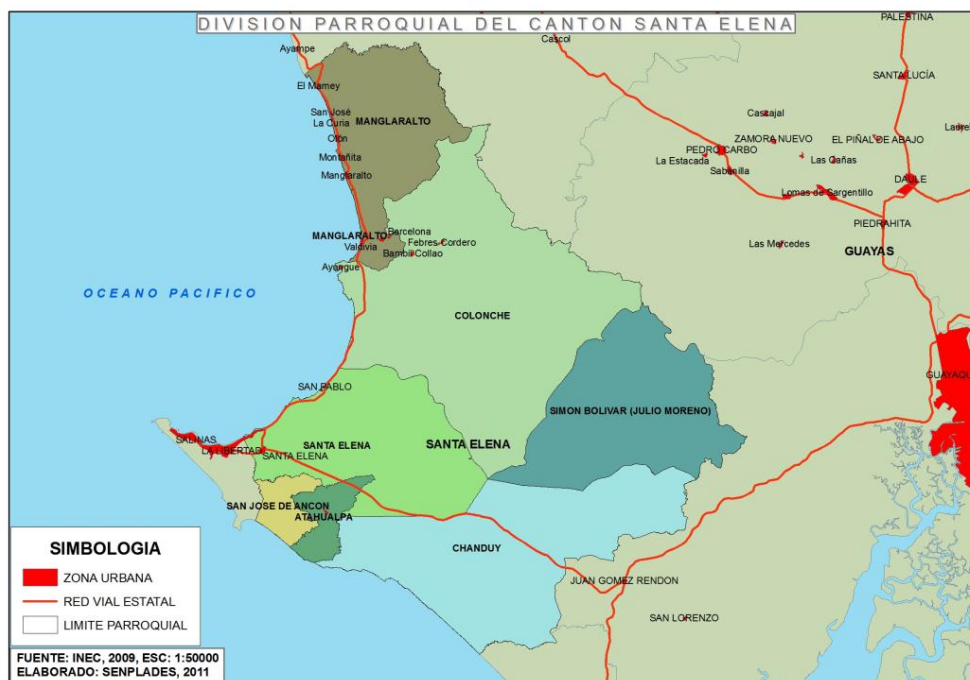 DIVISION PARROQUIAL DEL CANTON SANTA ELENA
PALESTINA
Ayampe
Cascol
SANTA LUCÍA
El Mamey
San José
La Curia
MANGLARALTO
Cascajal
Olón
ZAMORA NUEVO
EL PIÑAL DE ABAJO
Montañita
PEDRO CARBO
La Estacada
Las Cañas
Sabanilla
Manglaralto
DAULE
Lomas de Sargentillo
PIEDRAHITA
Barcelona
MANGLARALTO
Febres Cordero
Valdivia
Bambil Collao
Las Mercedes
GUAYAS
Ayangue
OCEANO PACIFICO
COLONCHE
GUAYAQU
SAN PABLO
SIMON BOLIVAR (JULIO MORENO)
SALINAS
SANTA ELENA
SANTA ELENA
LA LIBERTAD
SANTA ELENA
SAN JOSE DE ANCON
ATAHUALPA
CHANDUY
JUAN GOMEZ RENDON
SAN LORENZO
SIMBOLOGIA
ZONA URBANA
RED VIAL ESTATAL
LIMITE PARROQUIAL
FUENTE: INEC, 2009, ESC: 1:50000
ELABORADO: SENPLADES, 2011